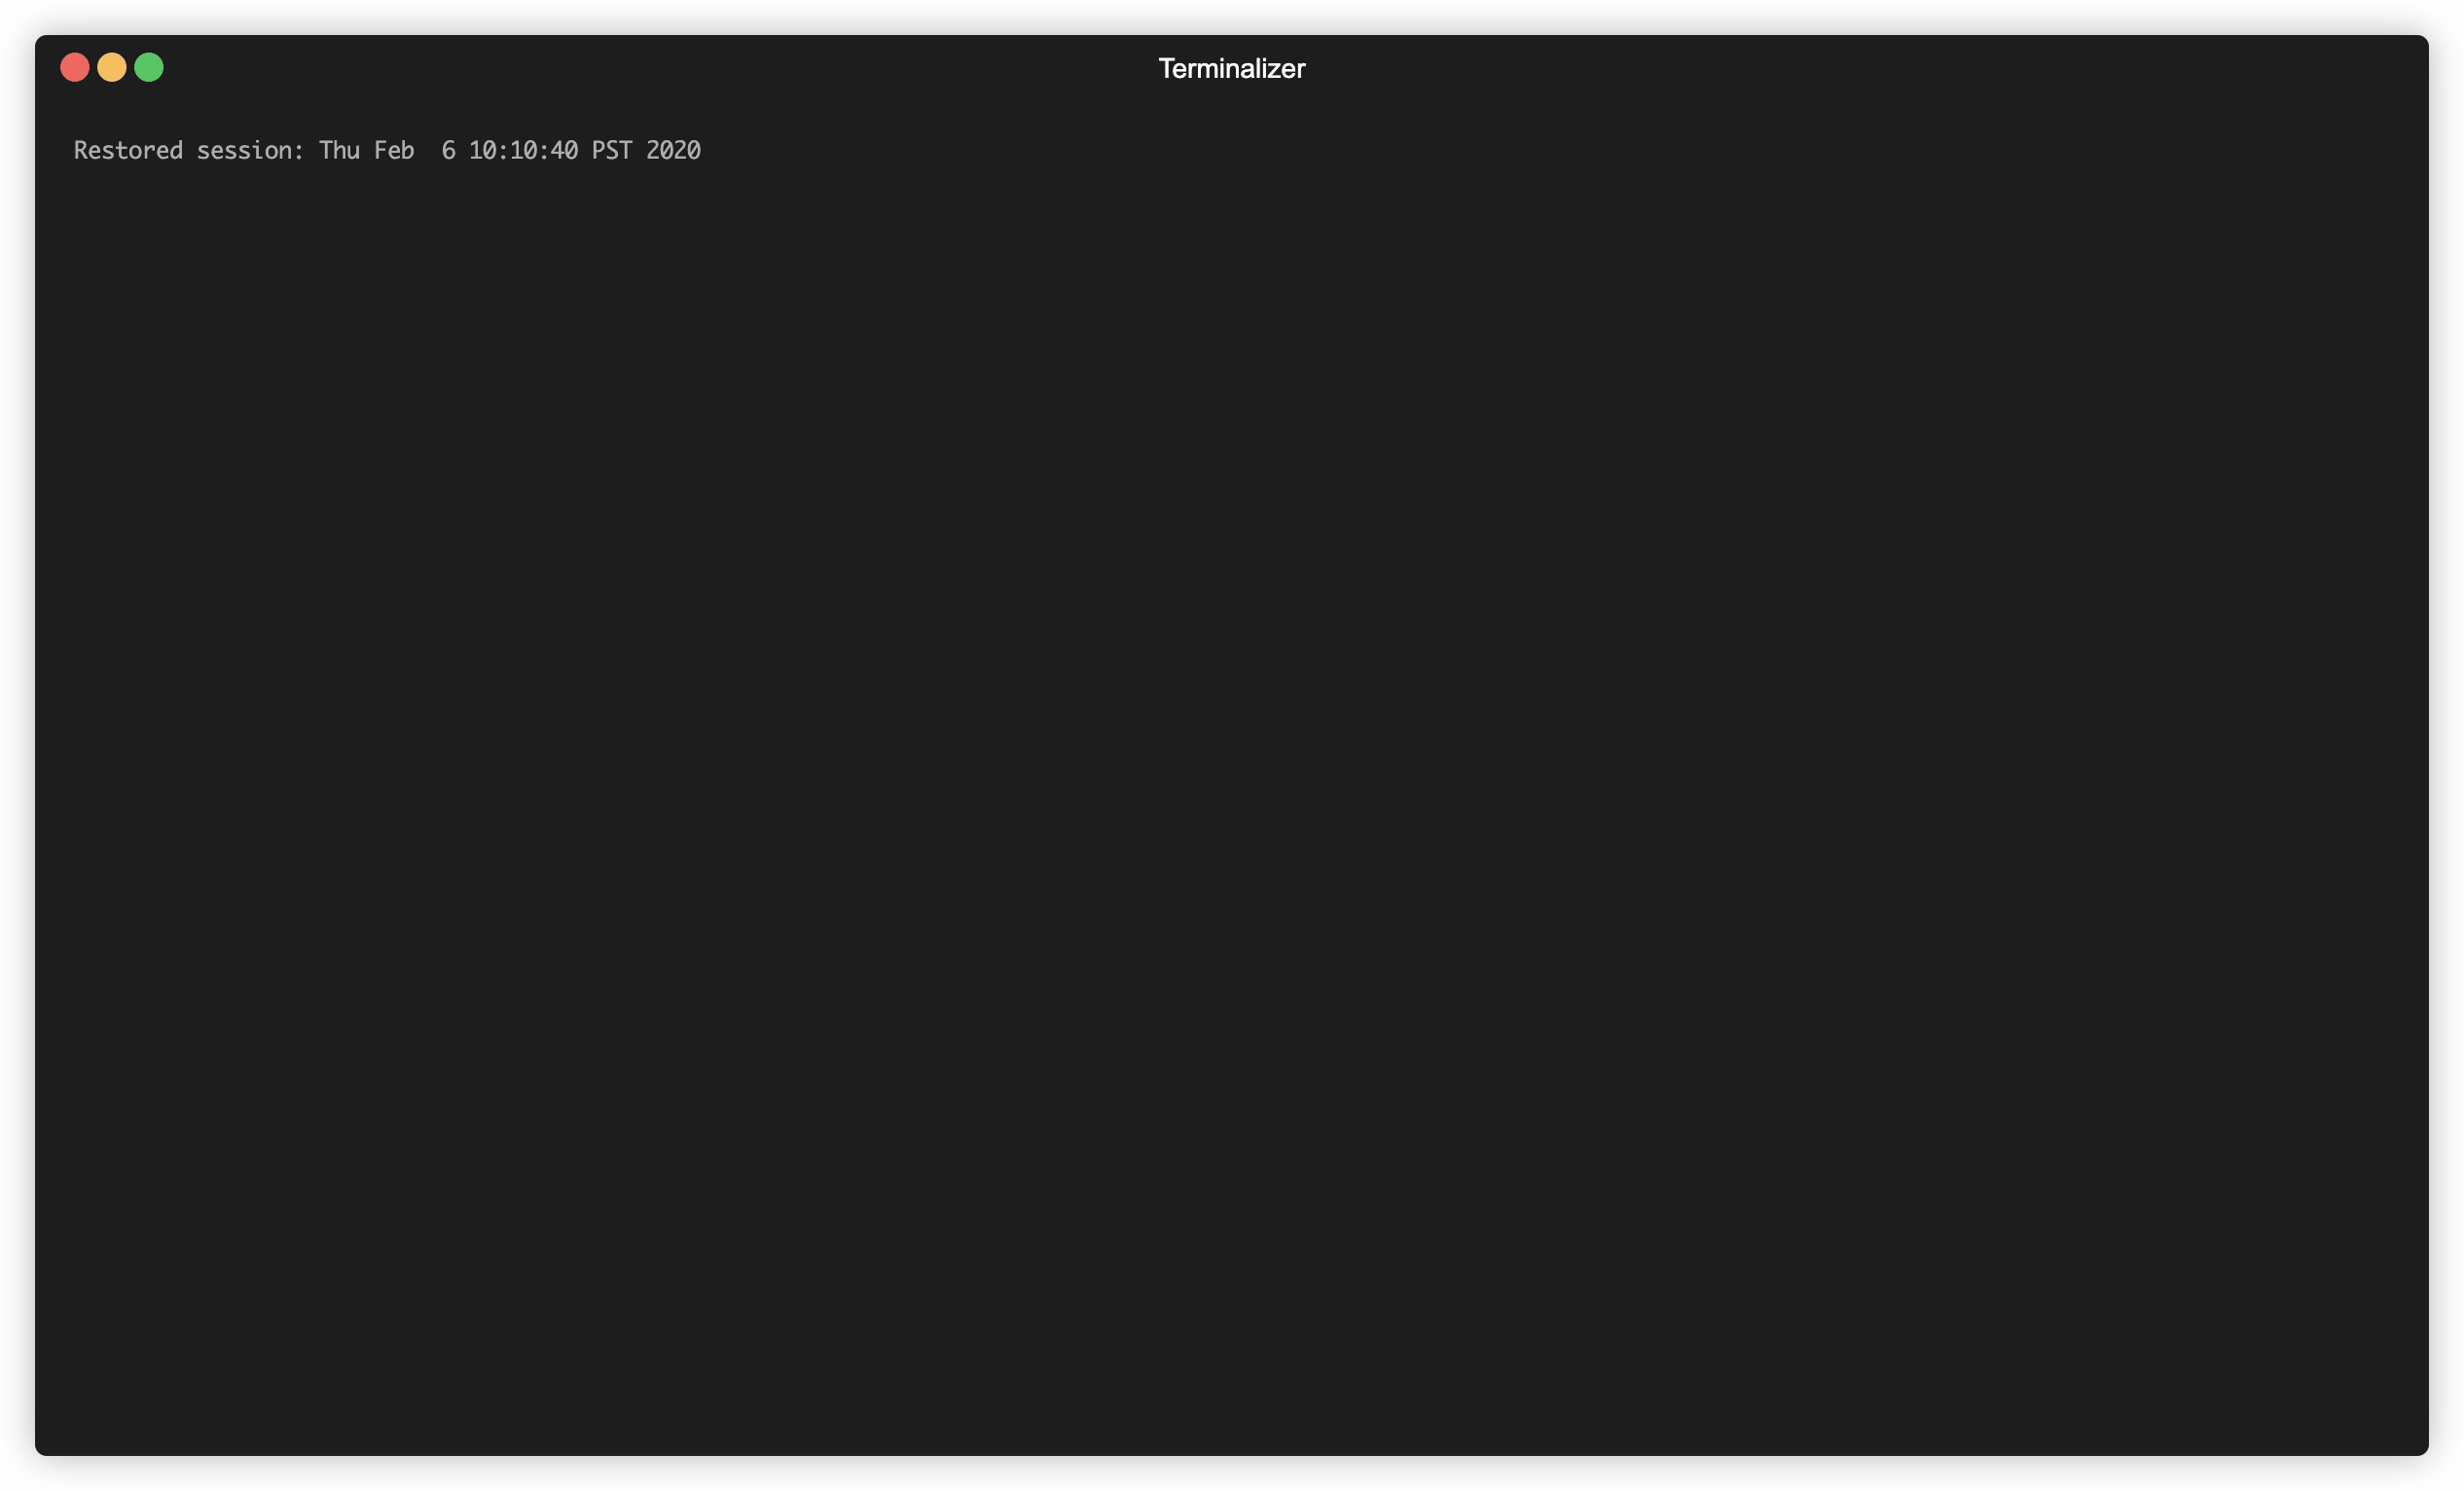 Terminalizer
Restored session: Thu Feb  6 10:10:40 PST 2020